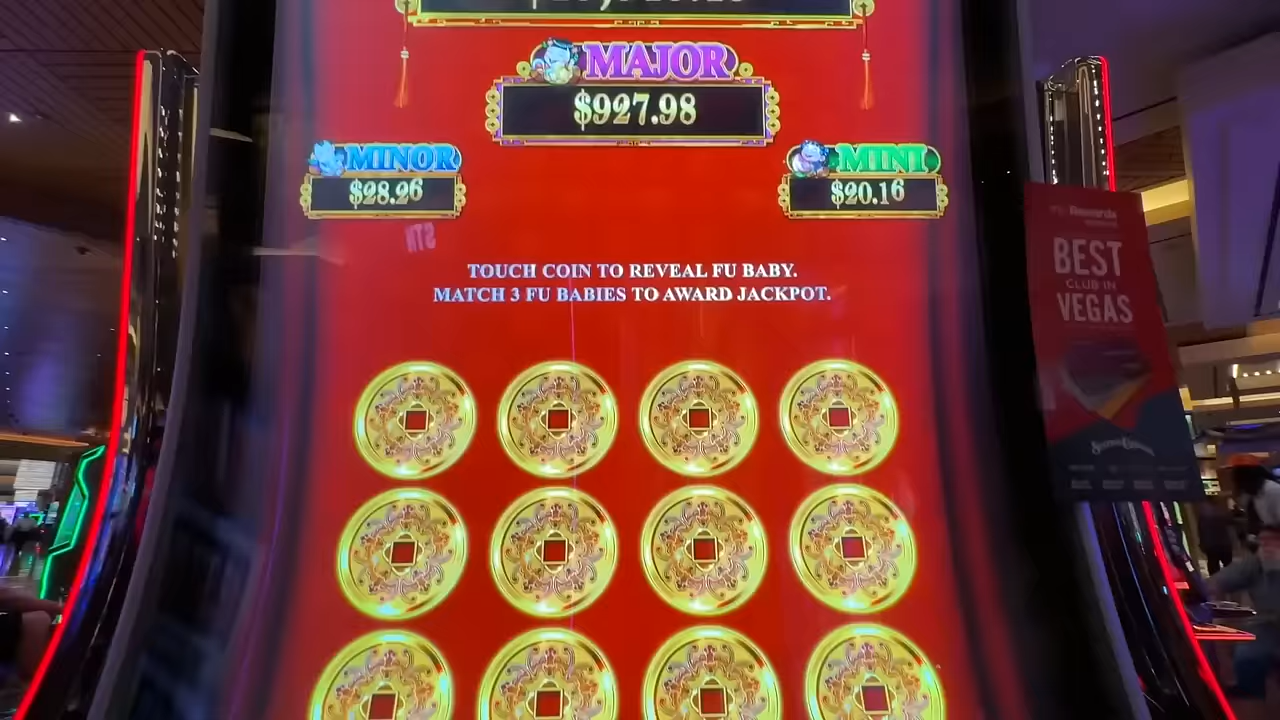 MAJOR
$927.98
MINOR
$28.26
MINI
$20.16
TOUCH COIN TO REVEAL FU BABY.
MATCH 3 FU BABIES TO AWARD JACKPOT.
Rewards
BEST
CLUB IN
VEGAS